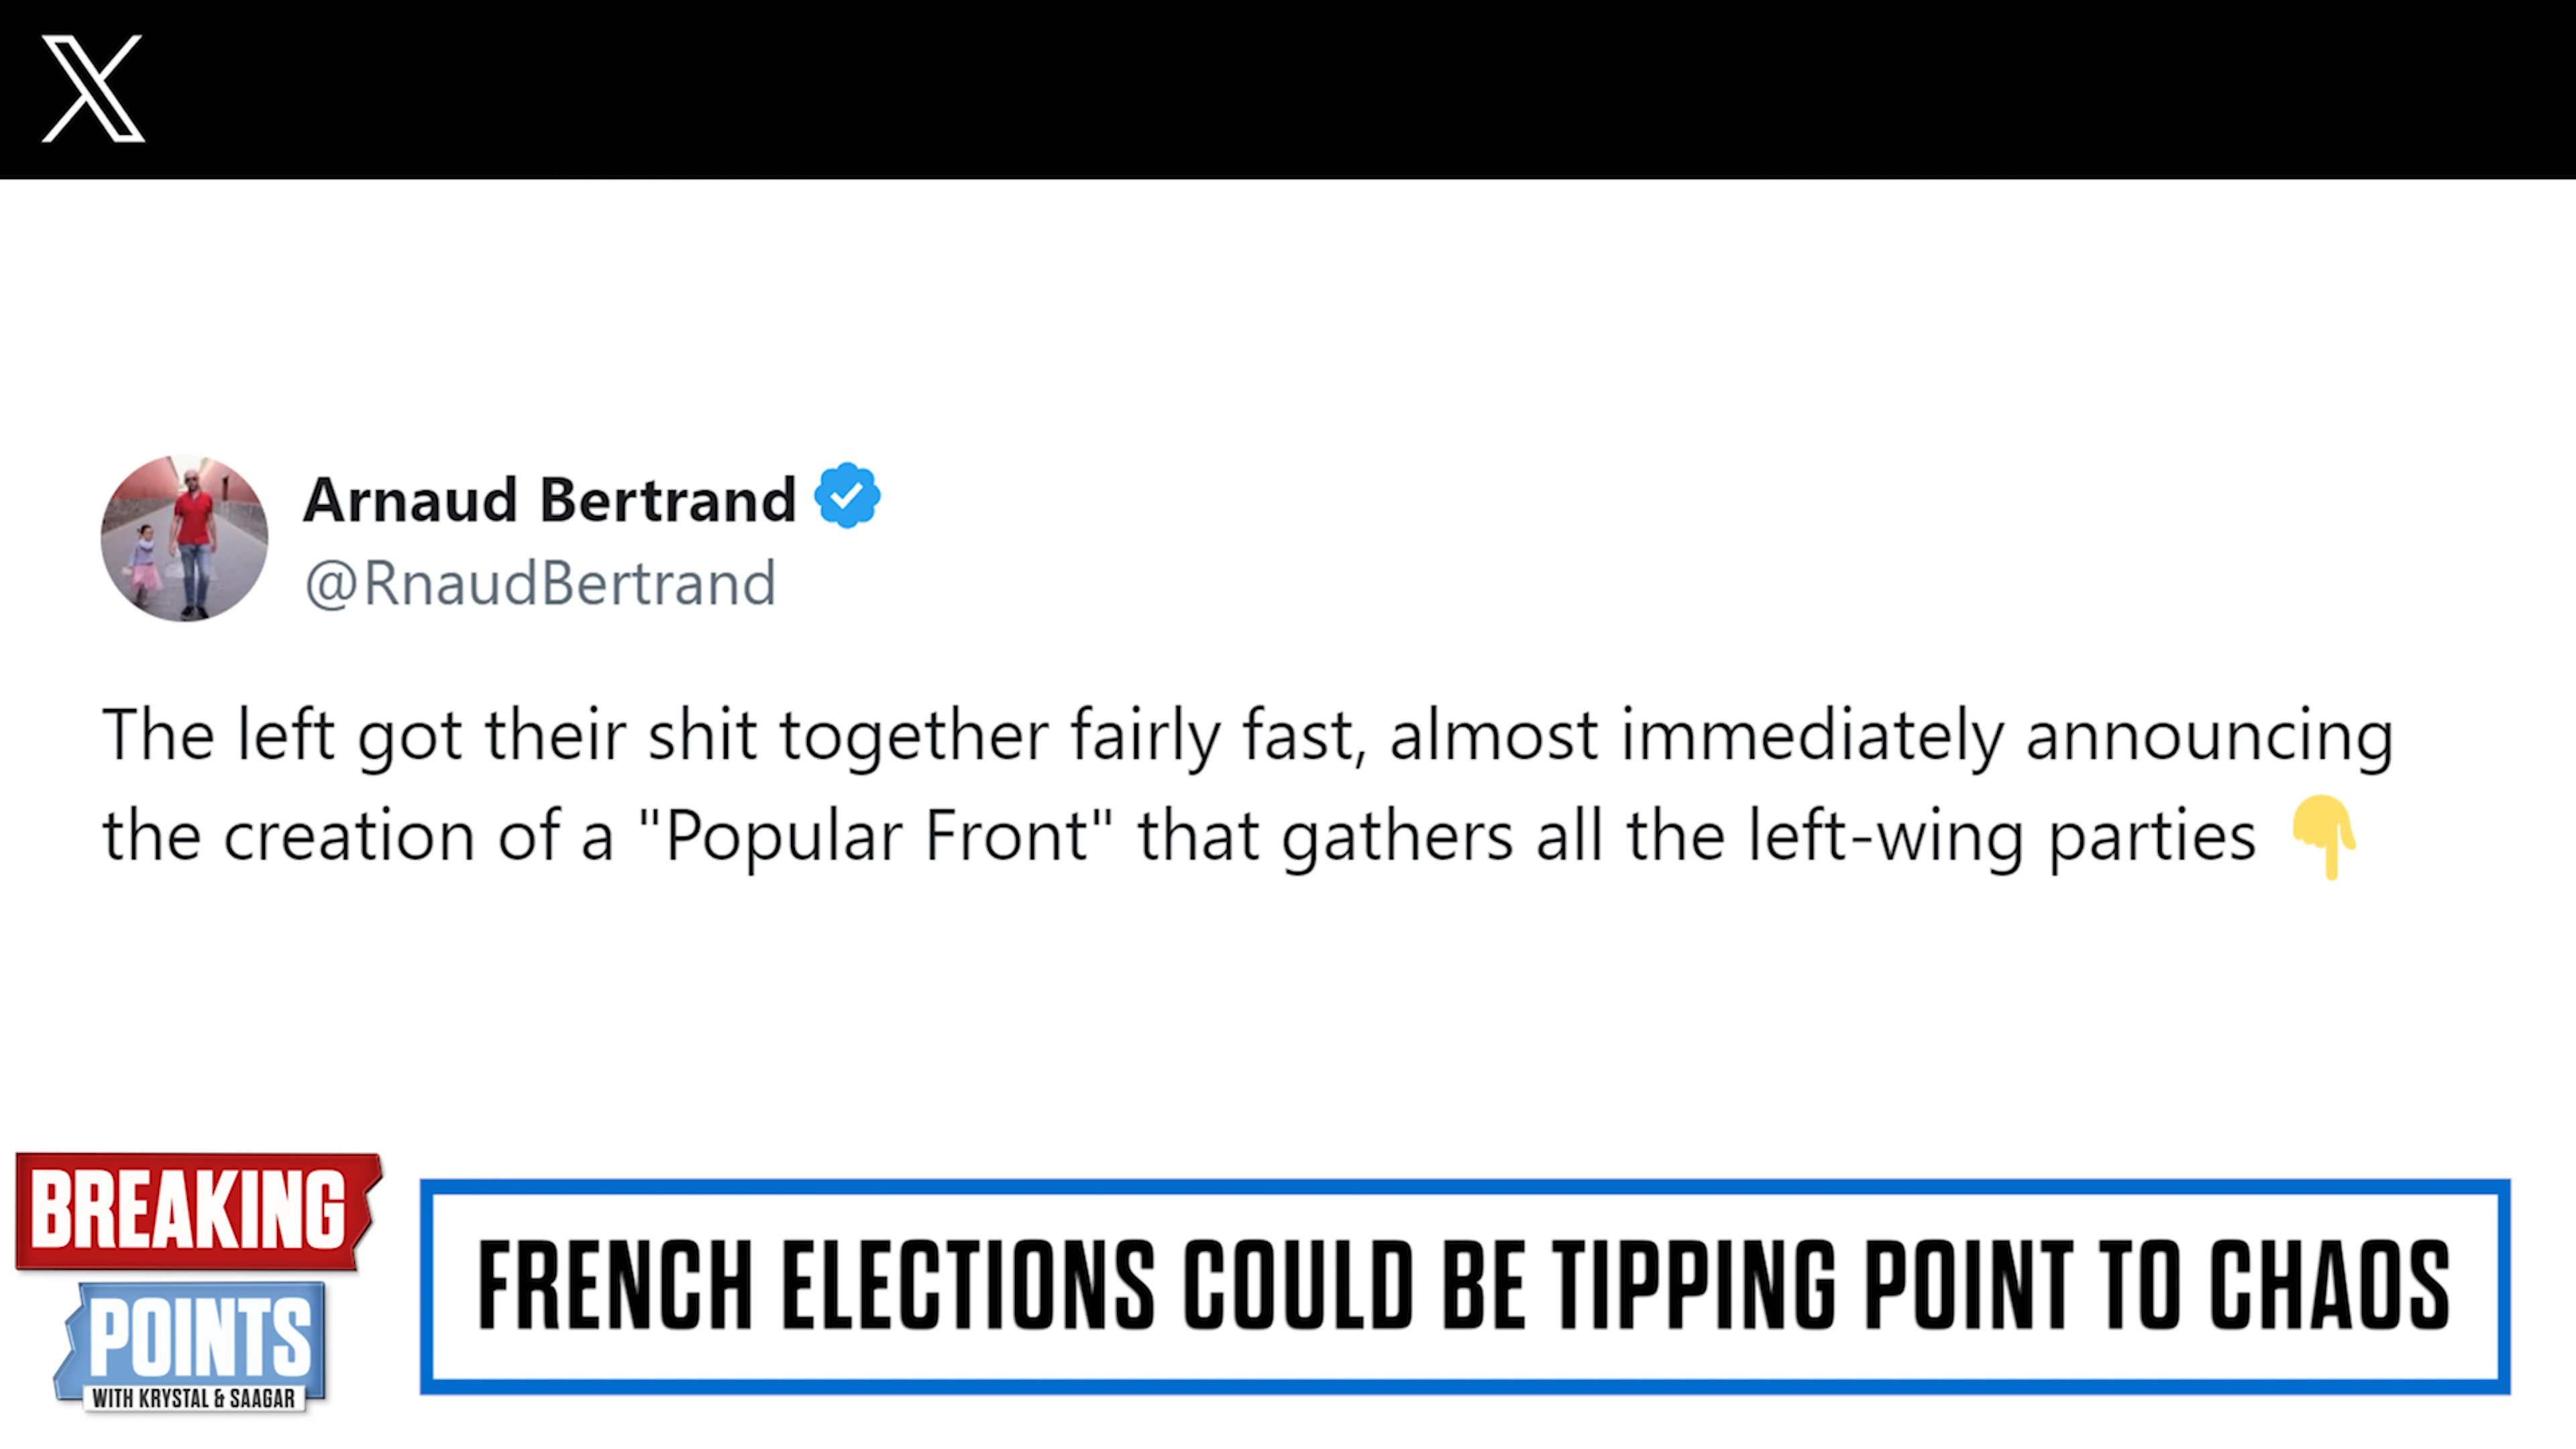 Arnaud Bertrand
@RnaudBertrand
The left got their shit together fairly fast, almost immediately announcing
the creation of a "Popular Front" that gathers all the left-wing parties 👇
BREAKING
POINTS
WITH KRYSTAL & SAAGAR
FRENCH ELECTIONS COULD BE TIPPING POINT TO CHAOS